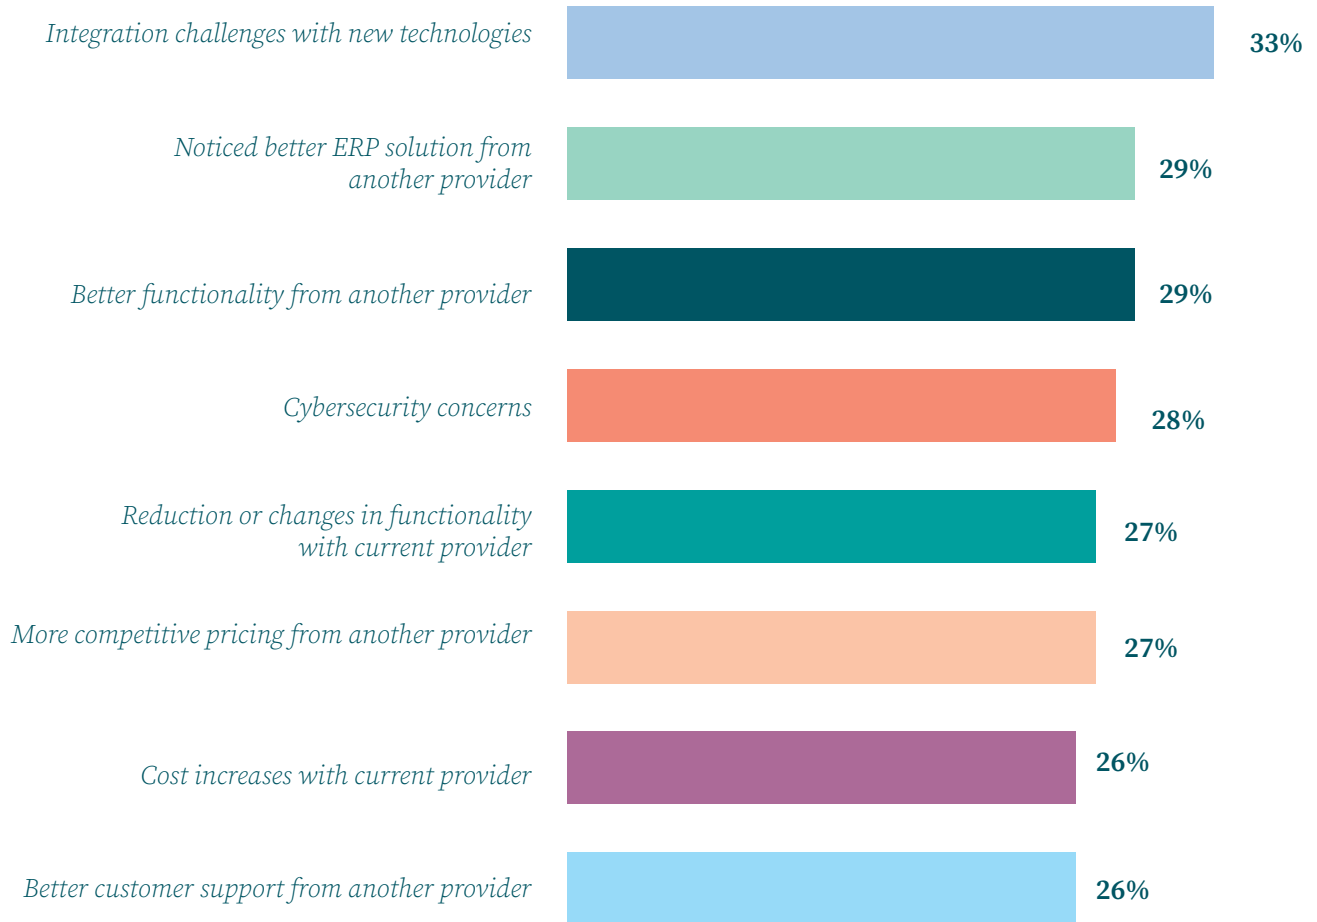 Integration challenges with new technologies
33%
Noticed better ERP solution from
another provider
29%
Better functionality from another provider
29%
Cybersecurity concerns
28%
Reduction or changes in functionality
with current provider
27%
More competitive pricing from another provider
27%
Cost increases with current provider
26%
Better customer support from another provider
26%